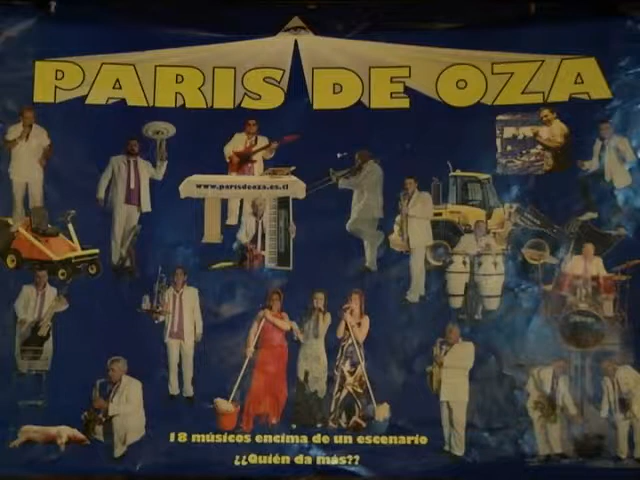 PARIS DE OZA
www.parisdeoza.es.tl
18 músicos encima de un escenario
¿¿Quién da más??